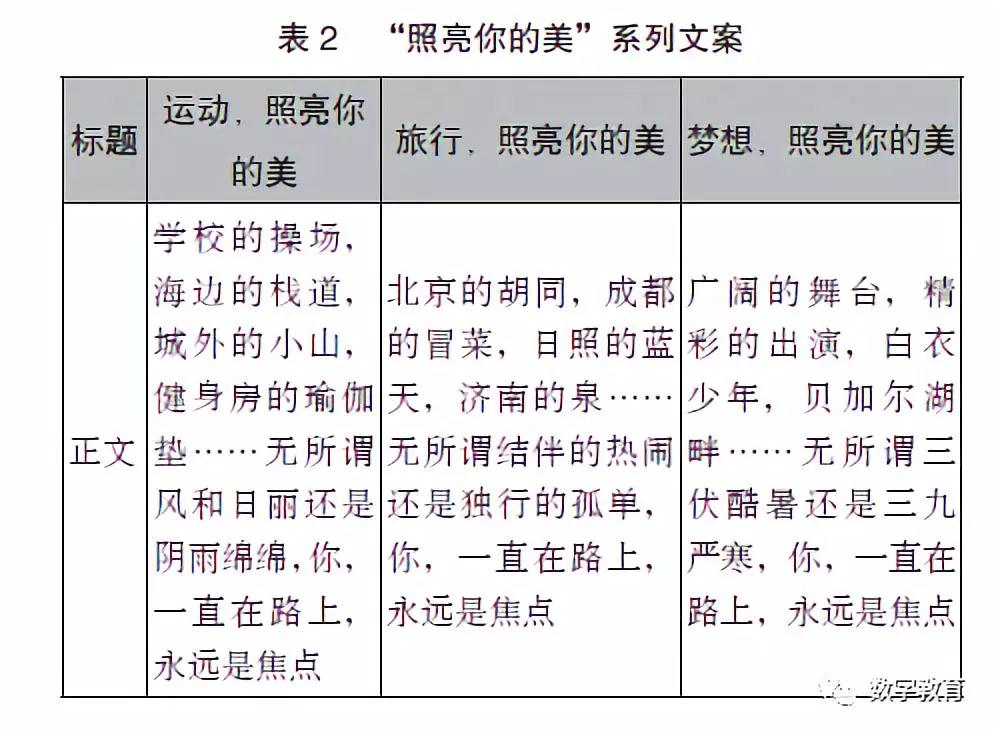 表 2 “照亮你的美”系列文案
标题
运动，照亮你
的美
旅行，照亮你的美
梦想，照亮你的美
正文
学校的操场，
海边的栈道，
城外的小山，
健身房的瑜伽
垫……无所谓
风和日丽还是
阴雨绵绵，你，
一直在路上，
永远是焦点
北京的胡同，成都
的冒菜，日照的蓝
天，济南的泉……
无所谓结伴的热闹
还是独行的孤单，
你，一直在路上，
永远是焦点
广阔的舞台，精
彩的出演，白衣
少年，贝加尔湖
畔……无所谓三
伏酷暑还是三九
严寒，你，一直在
路上，永远是焦点
数字教育